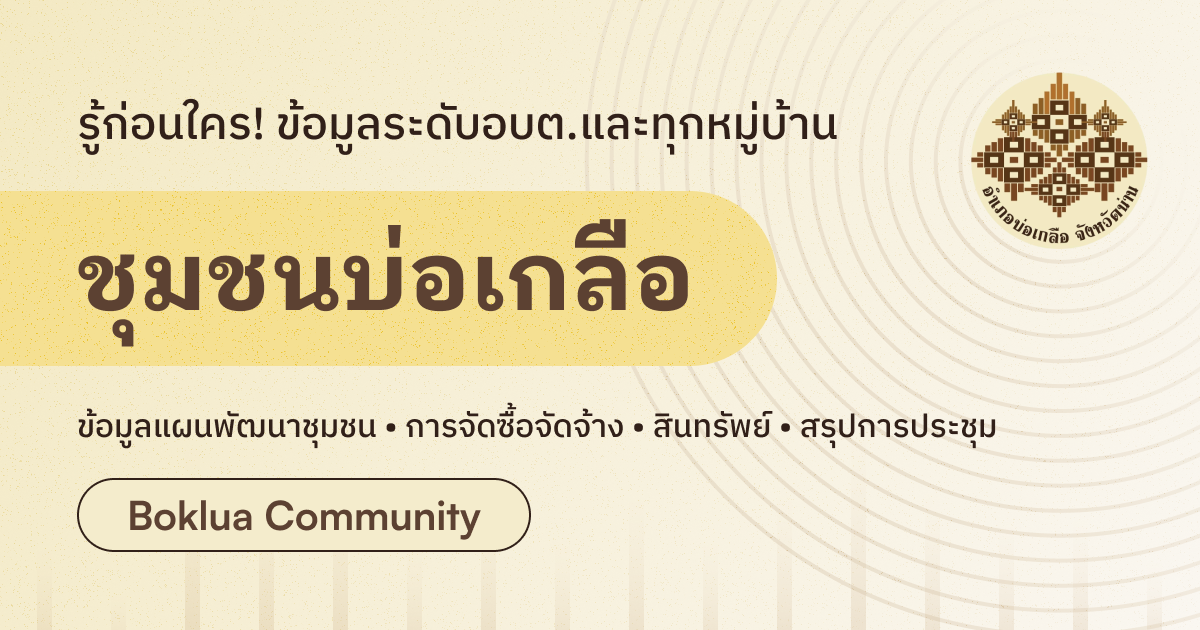 รู้ก่อนใคร! ข้อมูลระดับอบต.และทุกหมู่บ้าน
อำเภอบ่อเกลือ จังหวัดน่าน
ชุมชนบ่อเกลือ
ข้อมูลแผนพัฒนาชุมชน • การจัดซื้อจัดจ้าง • สินทรัพย์ • สรุปการประชุม
Boklua Community